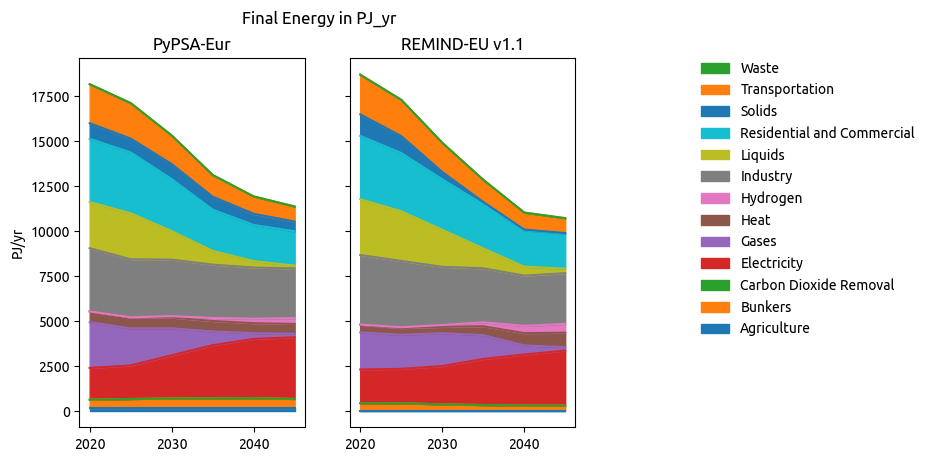 Final Energy in PJ_yr
PyPSA-Eur
REMIND-EU v1.1
PJ/yr
17500
15000
12500
10000
7500
5000
2500
0
2020
2030
2040
2020
2030
2040
Waste
Transportation
Solids
Residential and Commercial
Liquids
Industry
Hydrogen
Heat
Gases
Electricity
Carbon Dioxide Removal
Bunkers
Agriculture